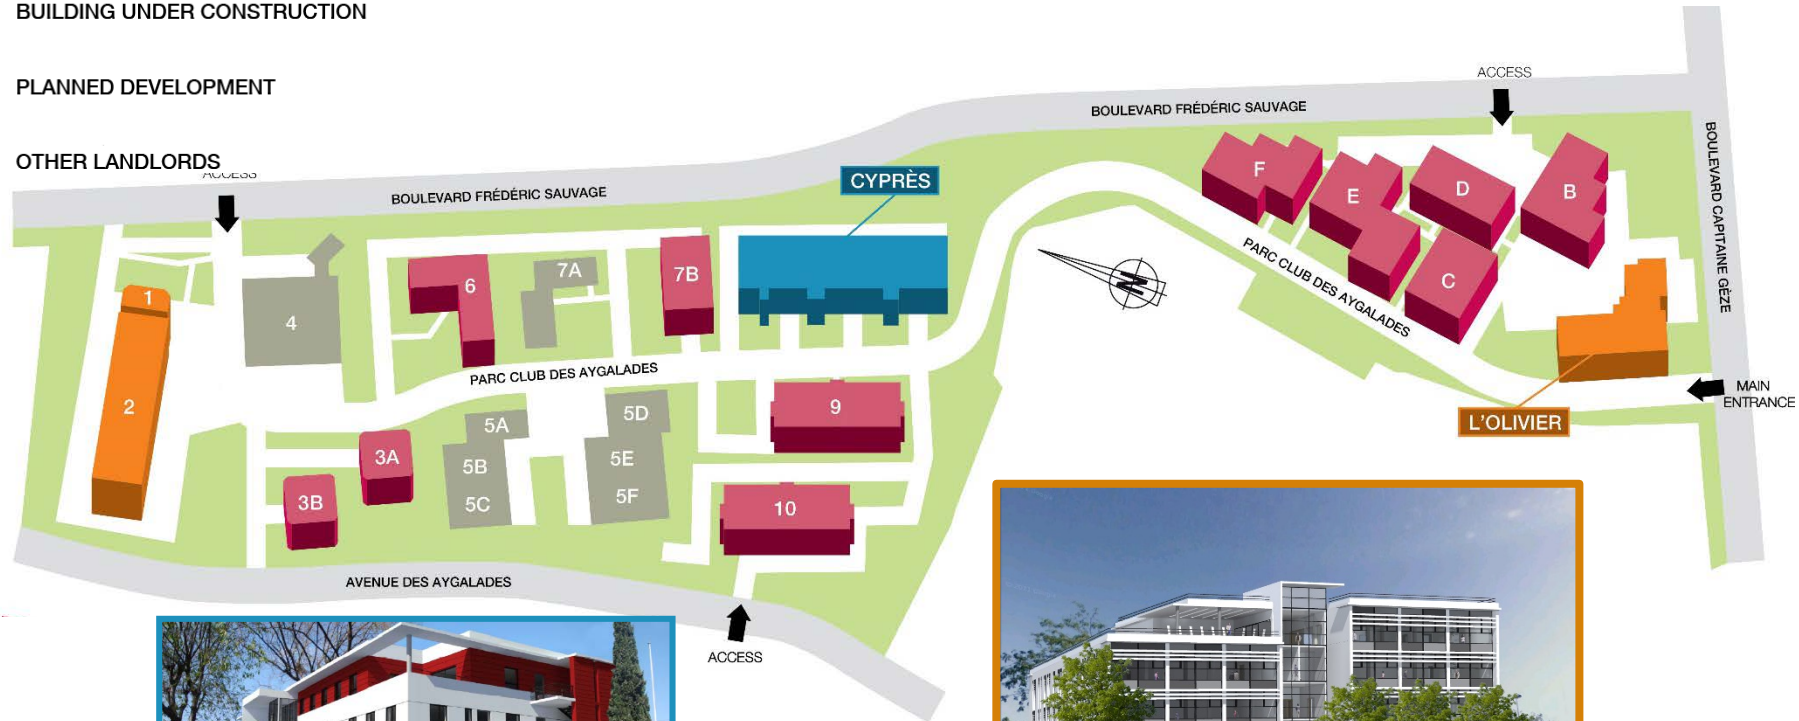 BUILDING UNDER CONSTRUCTION
PLANNED DEVELOPMENT
OTHER LANDLORDS
ACCESS
BOULEVARD FRÉDÉRIC SAUVAGE
CYPRÈS
BOULEVARD FRÉDÉRIC SAUVAGE
ACCESS
BOULEVARD CAPITAINE GÈZE
F
E
D
B
C
PARC CLUB DES AYGALADES
L'OLIVIER
MAIN
ENTRANCE
1
2
4
6
7A
7B
N
PARC CLUB DES AYGALADES
3A
3B
5A
5B
5C
5D
5E
5F
9
10
AVENUE DES AYGALADES
ACCESS